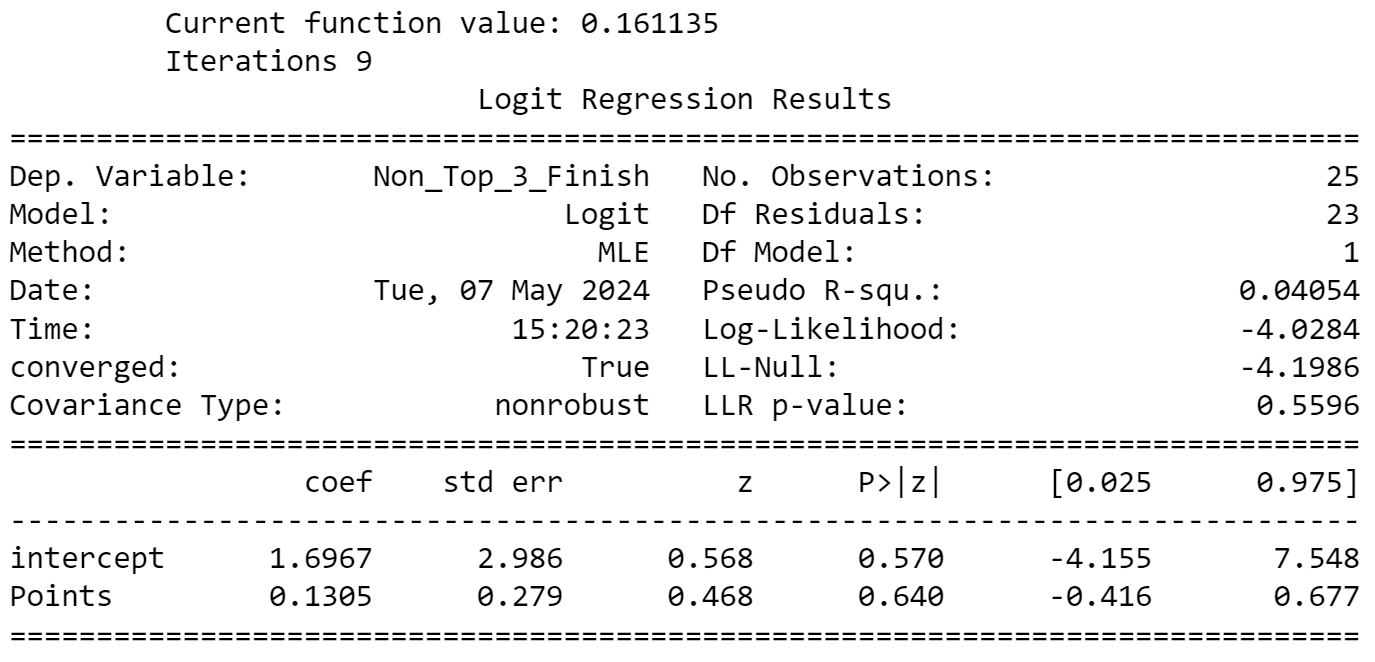 Current function value: 0.161135
Iterations 9
Logit Regression Results
==============================================================================
Dep. Variable: Non_Top_3_Finish No. Observations: 25
Model: Logit Df Residuals: 23
Method: MLE Df Model: 1
Date: Tue, 07 May 2024 Pseudo R-squ.: 0.04054
Time: 15:20:23 Log-Likelihood: -4.0284
converged: True LL-Null: -4.1986
Covariance Type: nonrobust LLR p-value: 0.5596
==============================================================================
coef std err z P>|z| [0.025 0.975]
------------------------------------------------------------------------------
intercept 1.6967 2.986 0.568 0.570 -4.155 7.548
Points 0.1305 0.279 0.468 0.640 -0.416 0.677
==============================================================================